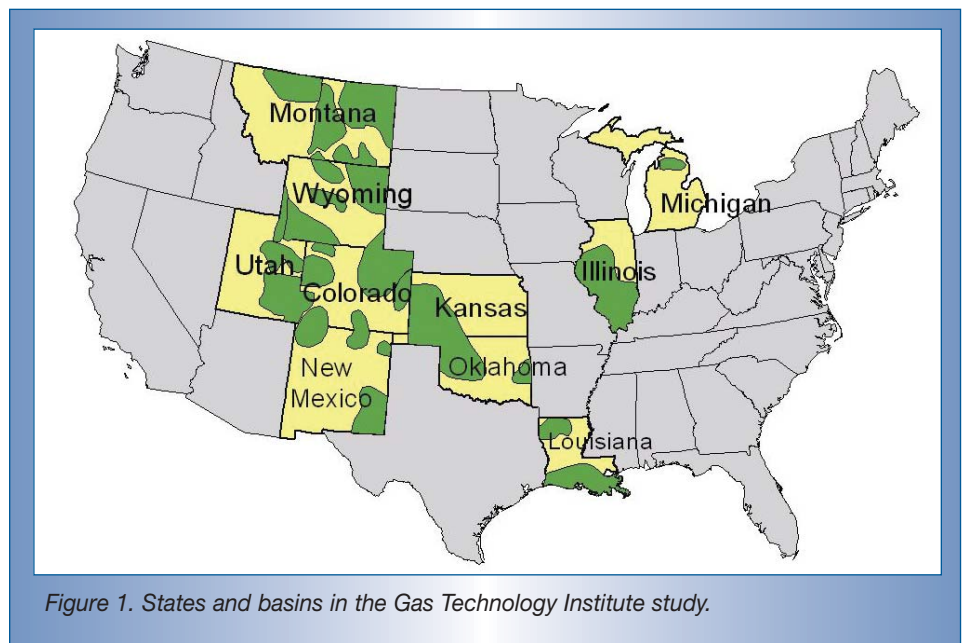 Montana
Wyoming
Michigan
Utah
Illinois
Colorado
Kansas
Oklahoma
New
Mexico
Louisiana
Figure 1. States and basins in the Gas Technology Institute study.